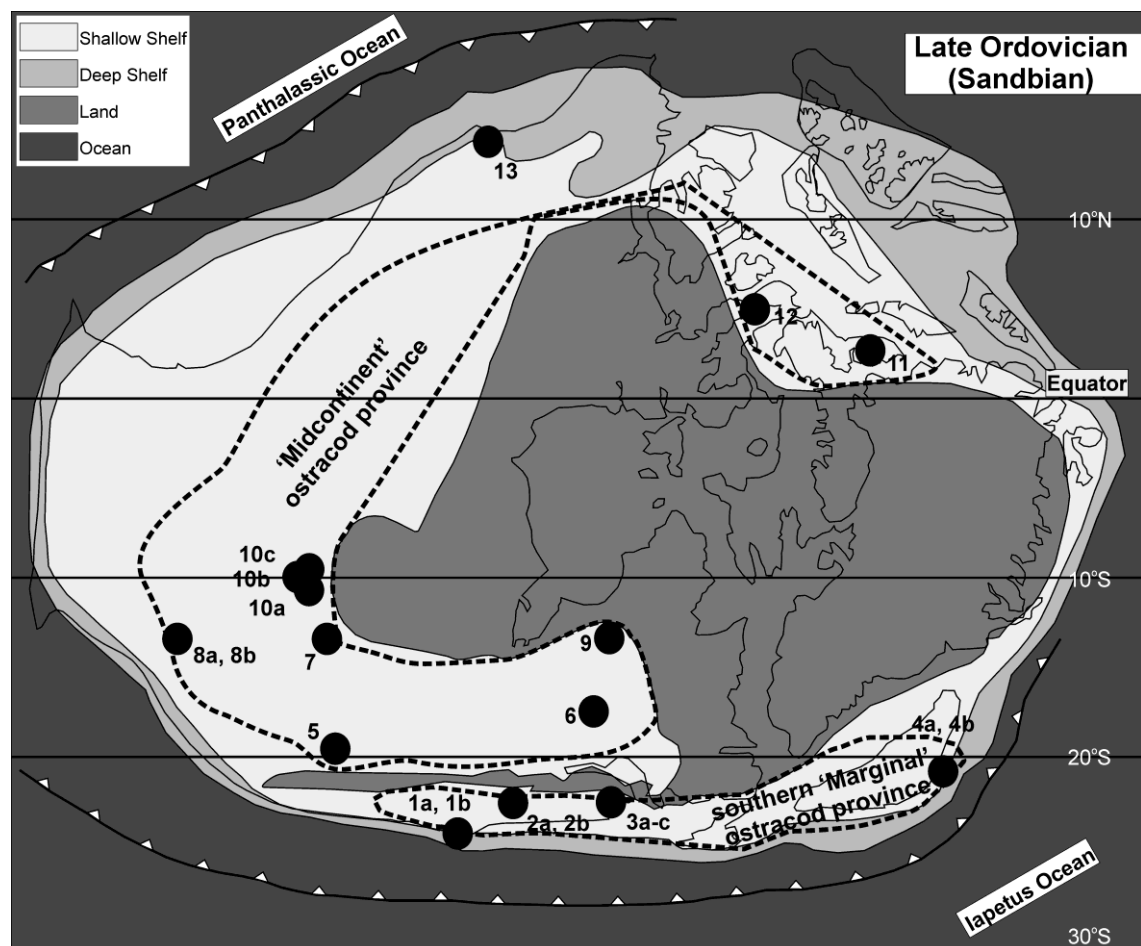 Shallow Shelf
Deep Shelf
Land
Ocean
Panthalassic Ocean
Late Ordovician
(Sandbian)
13
10°N
12
11
Equator
'Midcontinent'
ostracod province
10c
10b
10a
10°S
8a, 8b
7
9
6
5
4a, 4b
20°S
southern 'Marginal'
ostracod province
1a, 1b
2a, 2b
3a-c
Iapetus Ocean
30°S